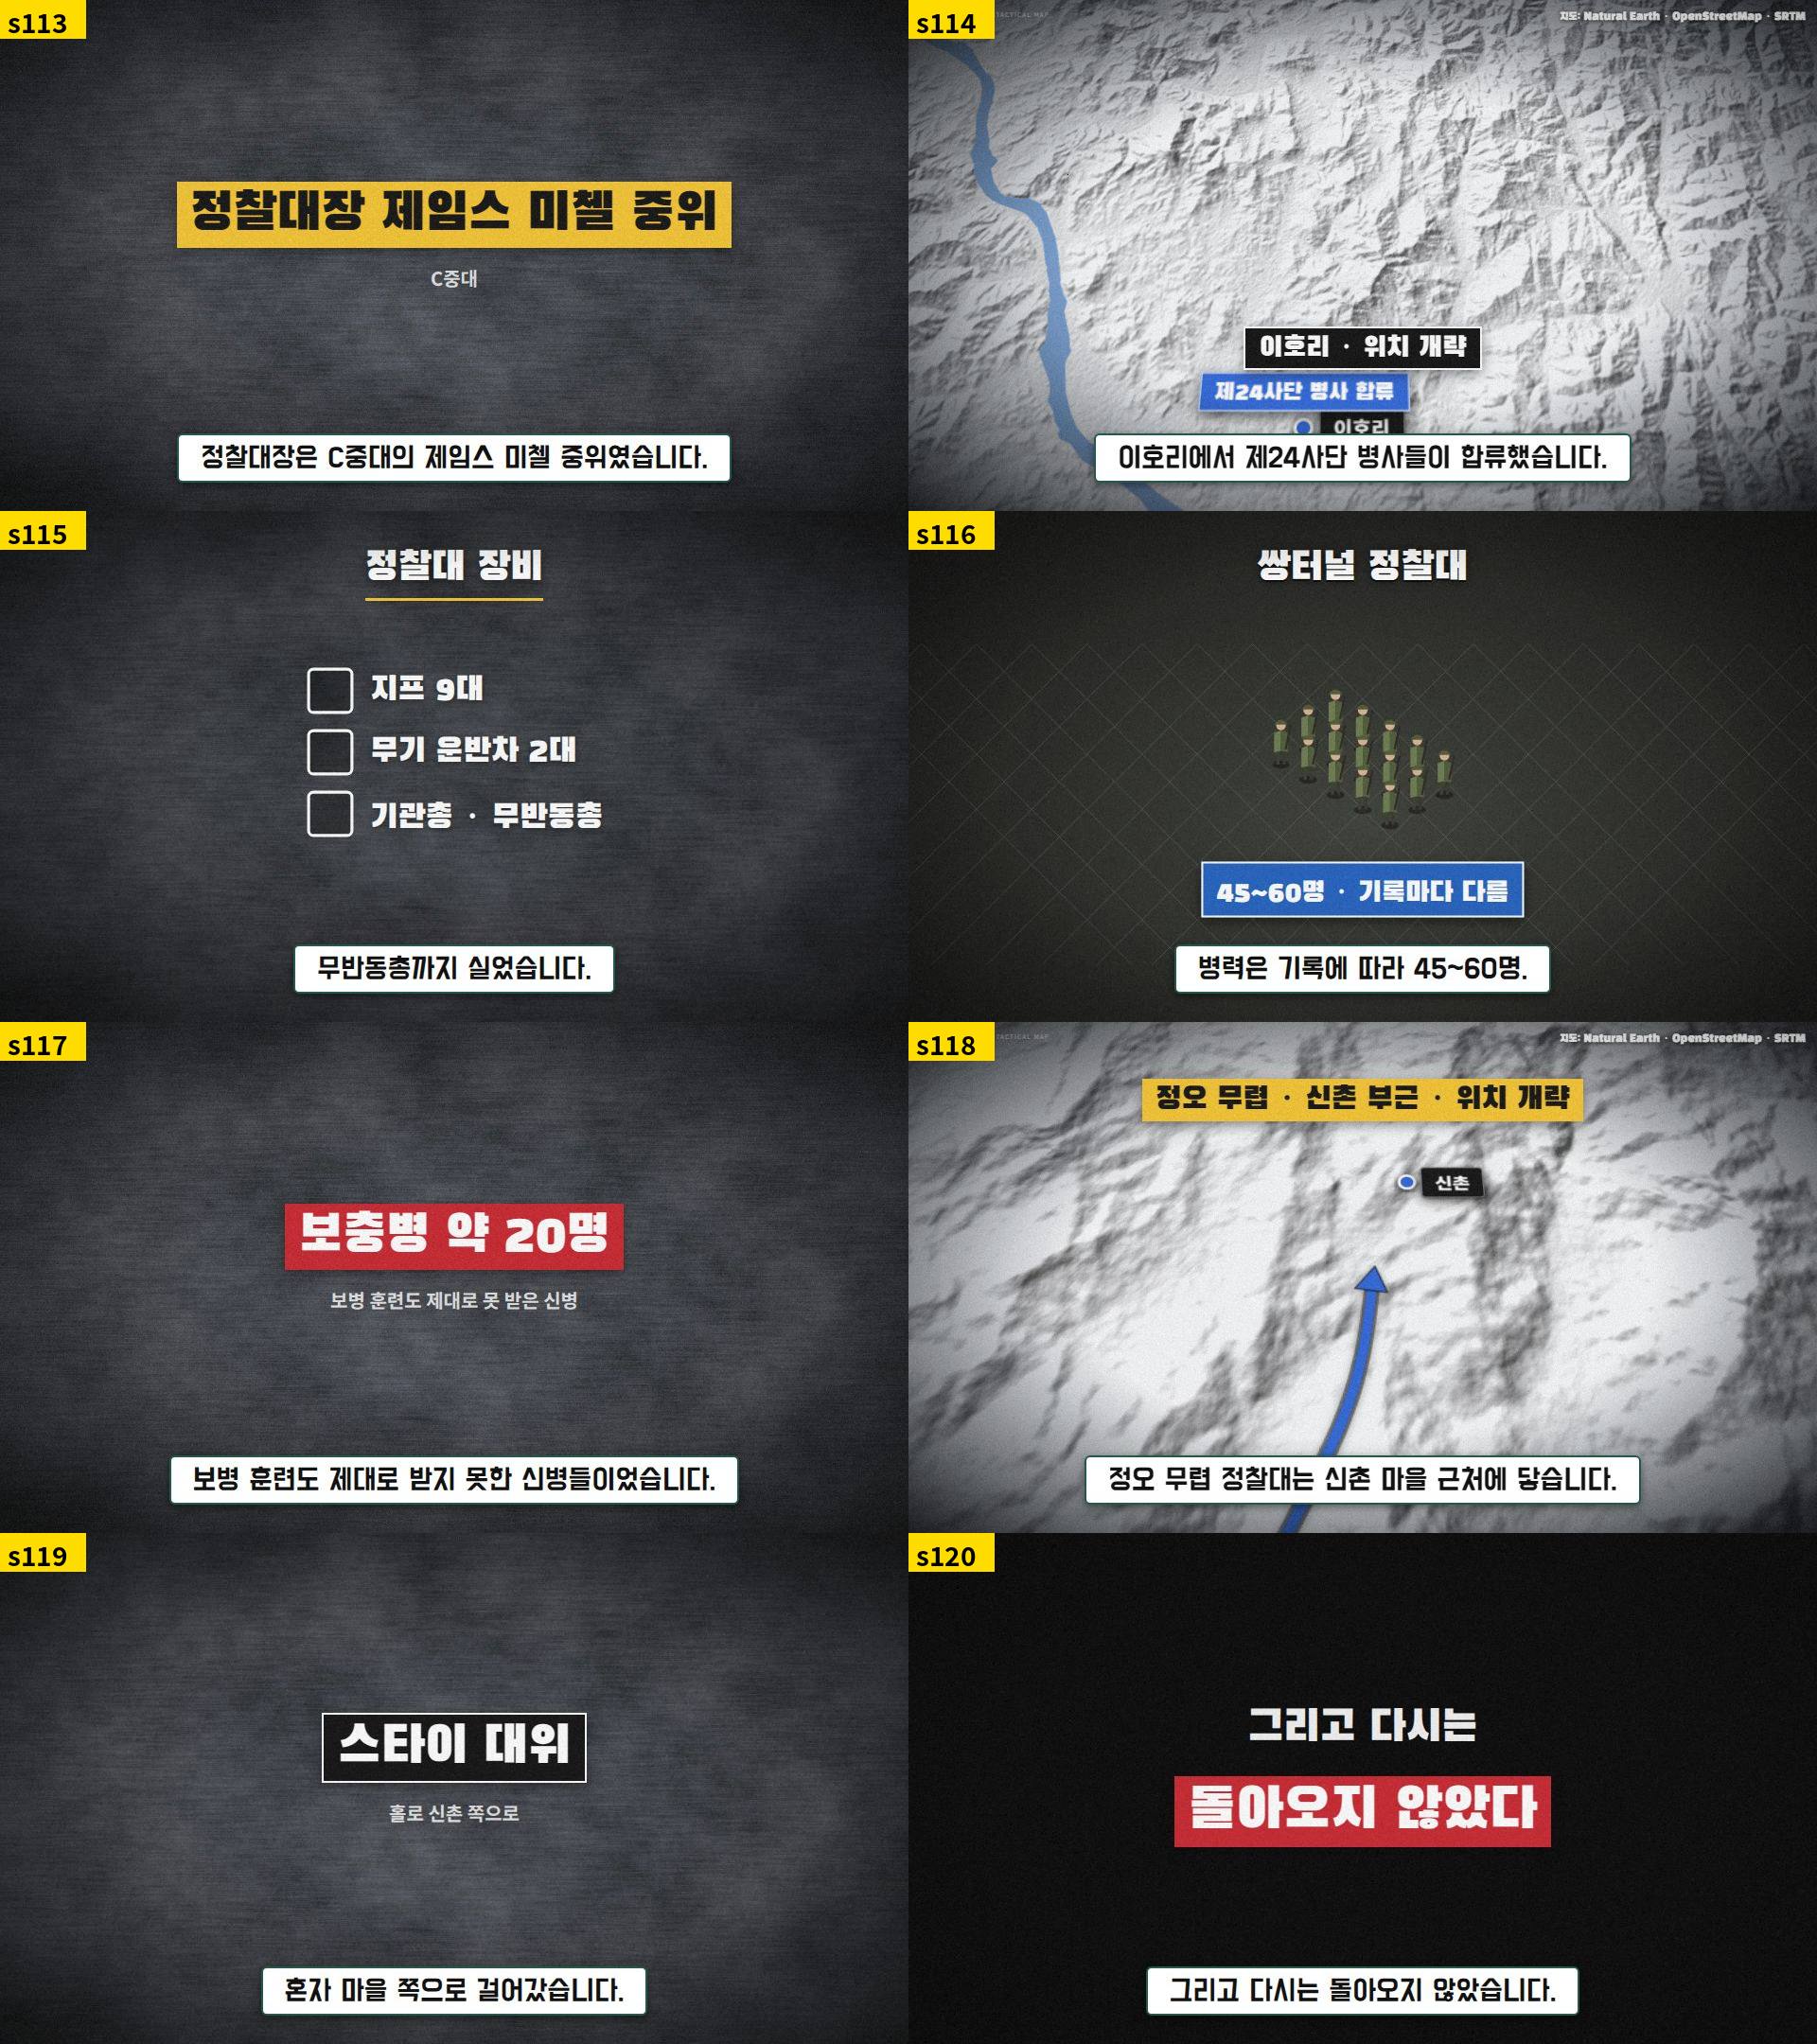 s113
정찰대장 제임스 미첼 중위
C중대
정찰대장은 C중대의 제임스 미첼 중위였습니다.
s114
TACTICAL MAP
지도: Natural Earth · OpenStreetMap · SRTM
이호리 · 위치 개략
제24사단 병사 합류
이호리
이호리에서 제24사단 병사들이 합류했습니다.
s115
정찰대 장비
지프 9대
무기 운반차 2대
기관총 · 무반동총
무반동총까지 실었습니다.
s116
쌍터널 정찰대
45~60명 · 기록마다 다름
병력은 기록에 따라 45~60명.
s117
보충병 약 20명
보병 훈련도 제대로 못 받은 신병
보병 훈련도 제대로 받지 못한 신병들이었습니다.
s118
TACTICAL MAP
지도: Natural Earth · OpenStreetMap · SRTM
정오 무렵 · 신촌 부근 · 위치 개략
신촌
정오 무렵 정찰대는 신촌 마을 근처에 닿습니다.
s119
스타이 대위
홀로 신촌 쪽으로
혼자 마을 쪽으로 걸어갔습니다.
s120
그리고 다시는
돌아오지 않았다
그리고 다시는 돌아오지 않았습니다.